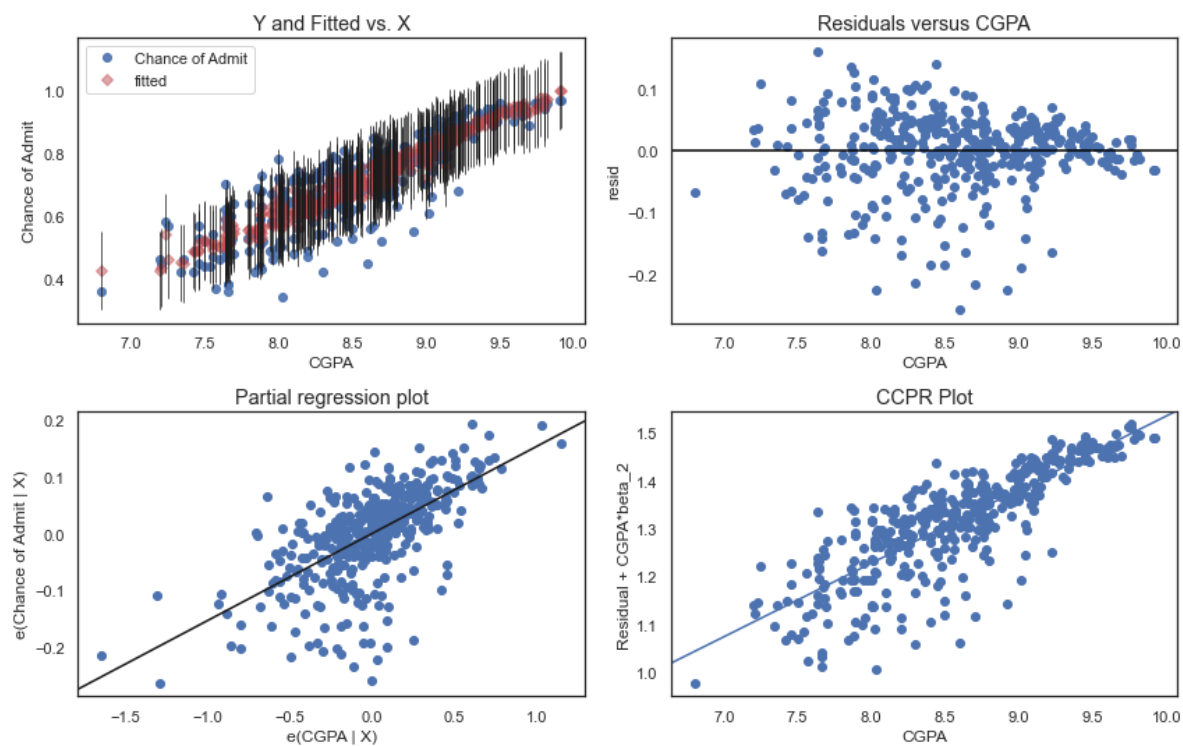 Y and Fitted vs. X
Chance of Admit
fitted
Chance of Admit
1.0
0.8
0.6
0.4
7.0 7.5 8.0 8.5 9.0 9.5 10.0
CGPA
Residuals versus CGPA
resid
0.1
0.0
−0.1
−0.2
7.0 7.5 8.0 8.5 9.0 9.5 10.0
CGPA
Partial regression plot
e(Chance of Admit | X)
0.2
0.1
0.0
−0.1
−0.2
−1.5 −1.0 −0.5 0.0 0.5 1.0
e(CGPA | X)
CCPR Plot
Residual + CGPA*beta_2
1.5
1.4
1.3
1.2
1.1
1.0
7.0 7.5 8.0 8.5 9.0 9.5 10.0
CGPA